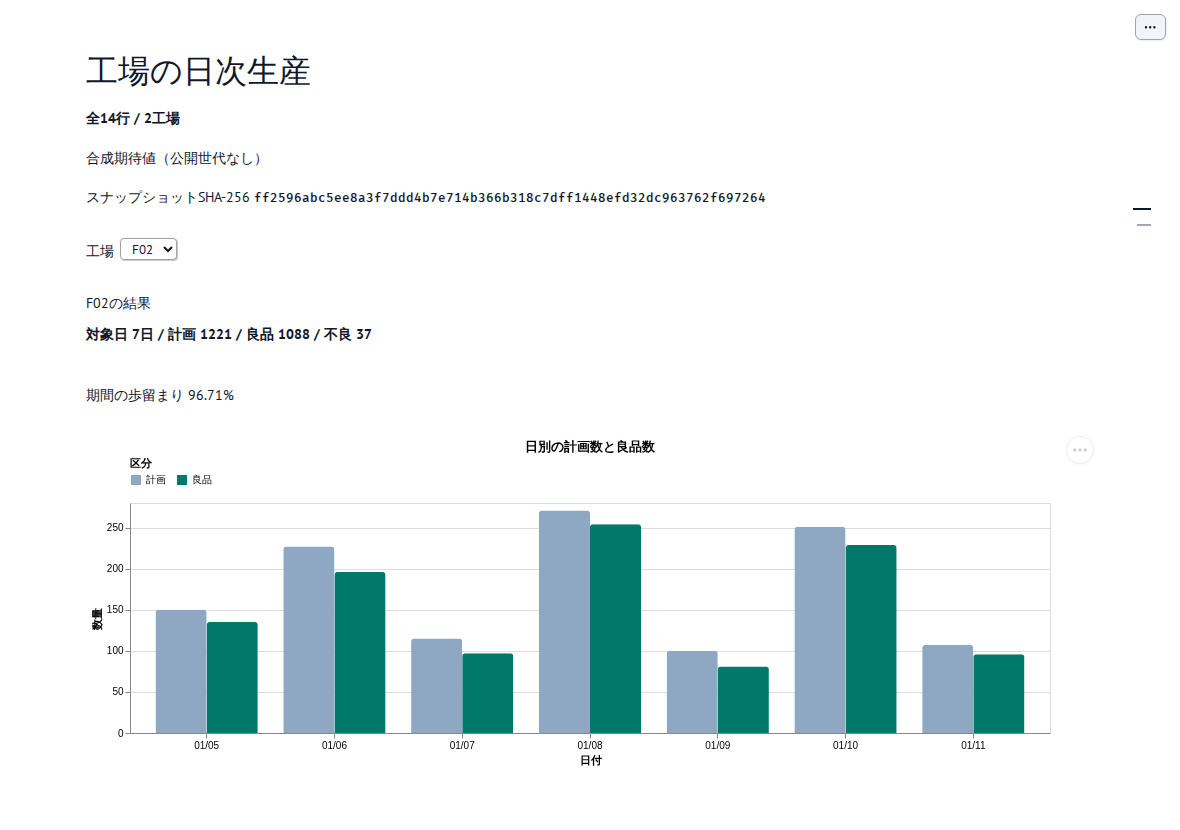 工場の日次生産
全14行 / 2工場
合成期待値（公開世代なし）
スナップショットSHA-256 ff2596abc5ee8a3f7ddd4b7e714b366b318c7dff1448efd32dc963762f697264
工場 F02
F02の結果
対象日 7日 / 計画 1221 / 良品 1088 / 不良 37
期間の歩留まり 96.71%
日別の計画数と良品数
区分
計画 良品
数量
250
200
150
100
50
0
01/05 01/06 01/07 01/08 01/09 01/10 01/11
日付